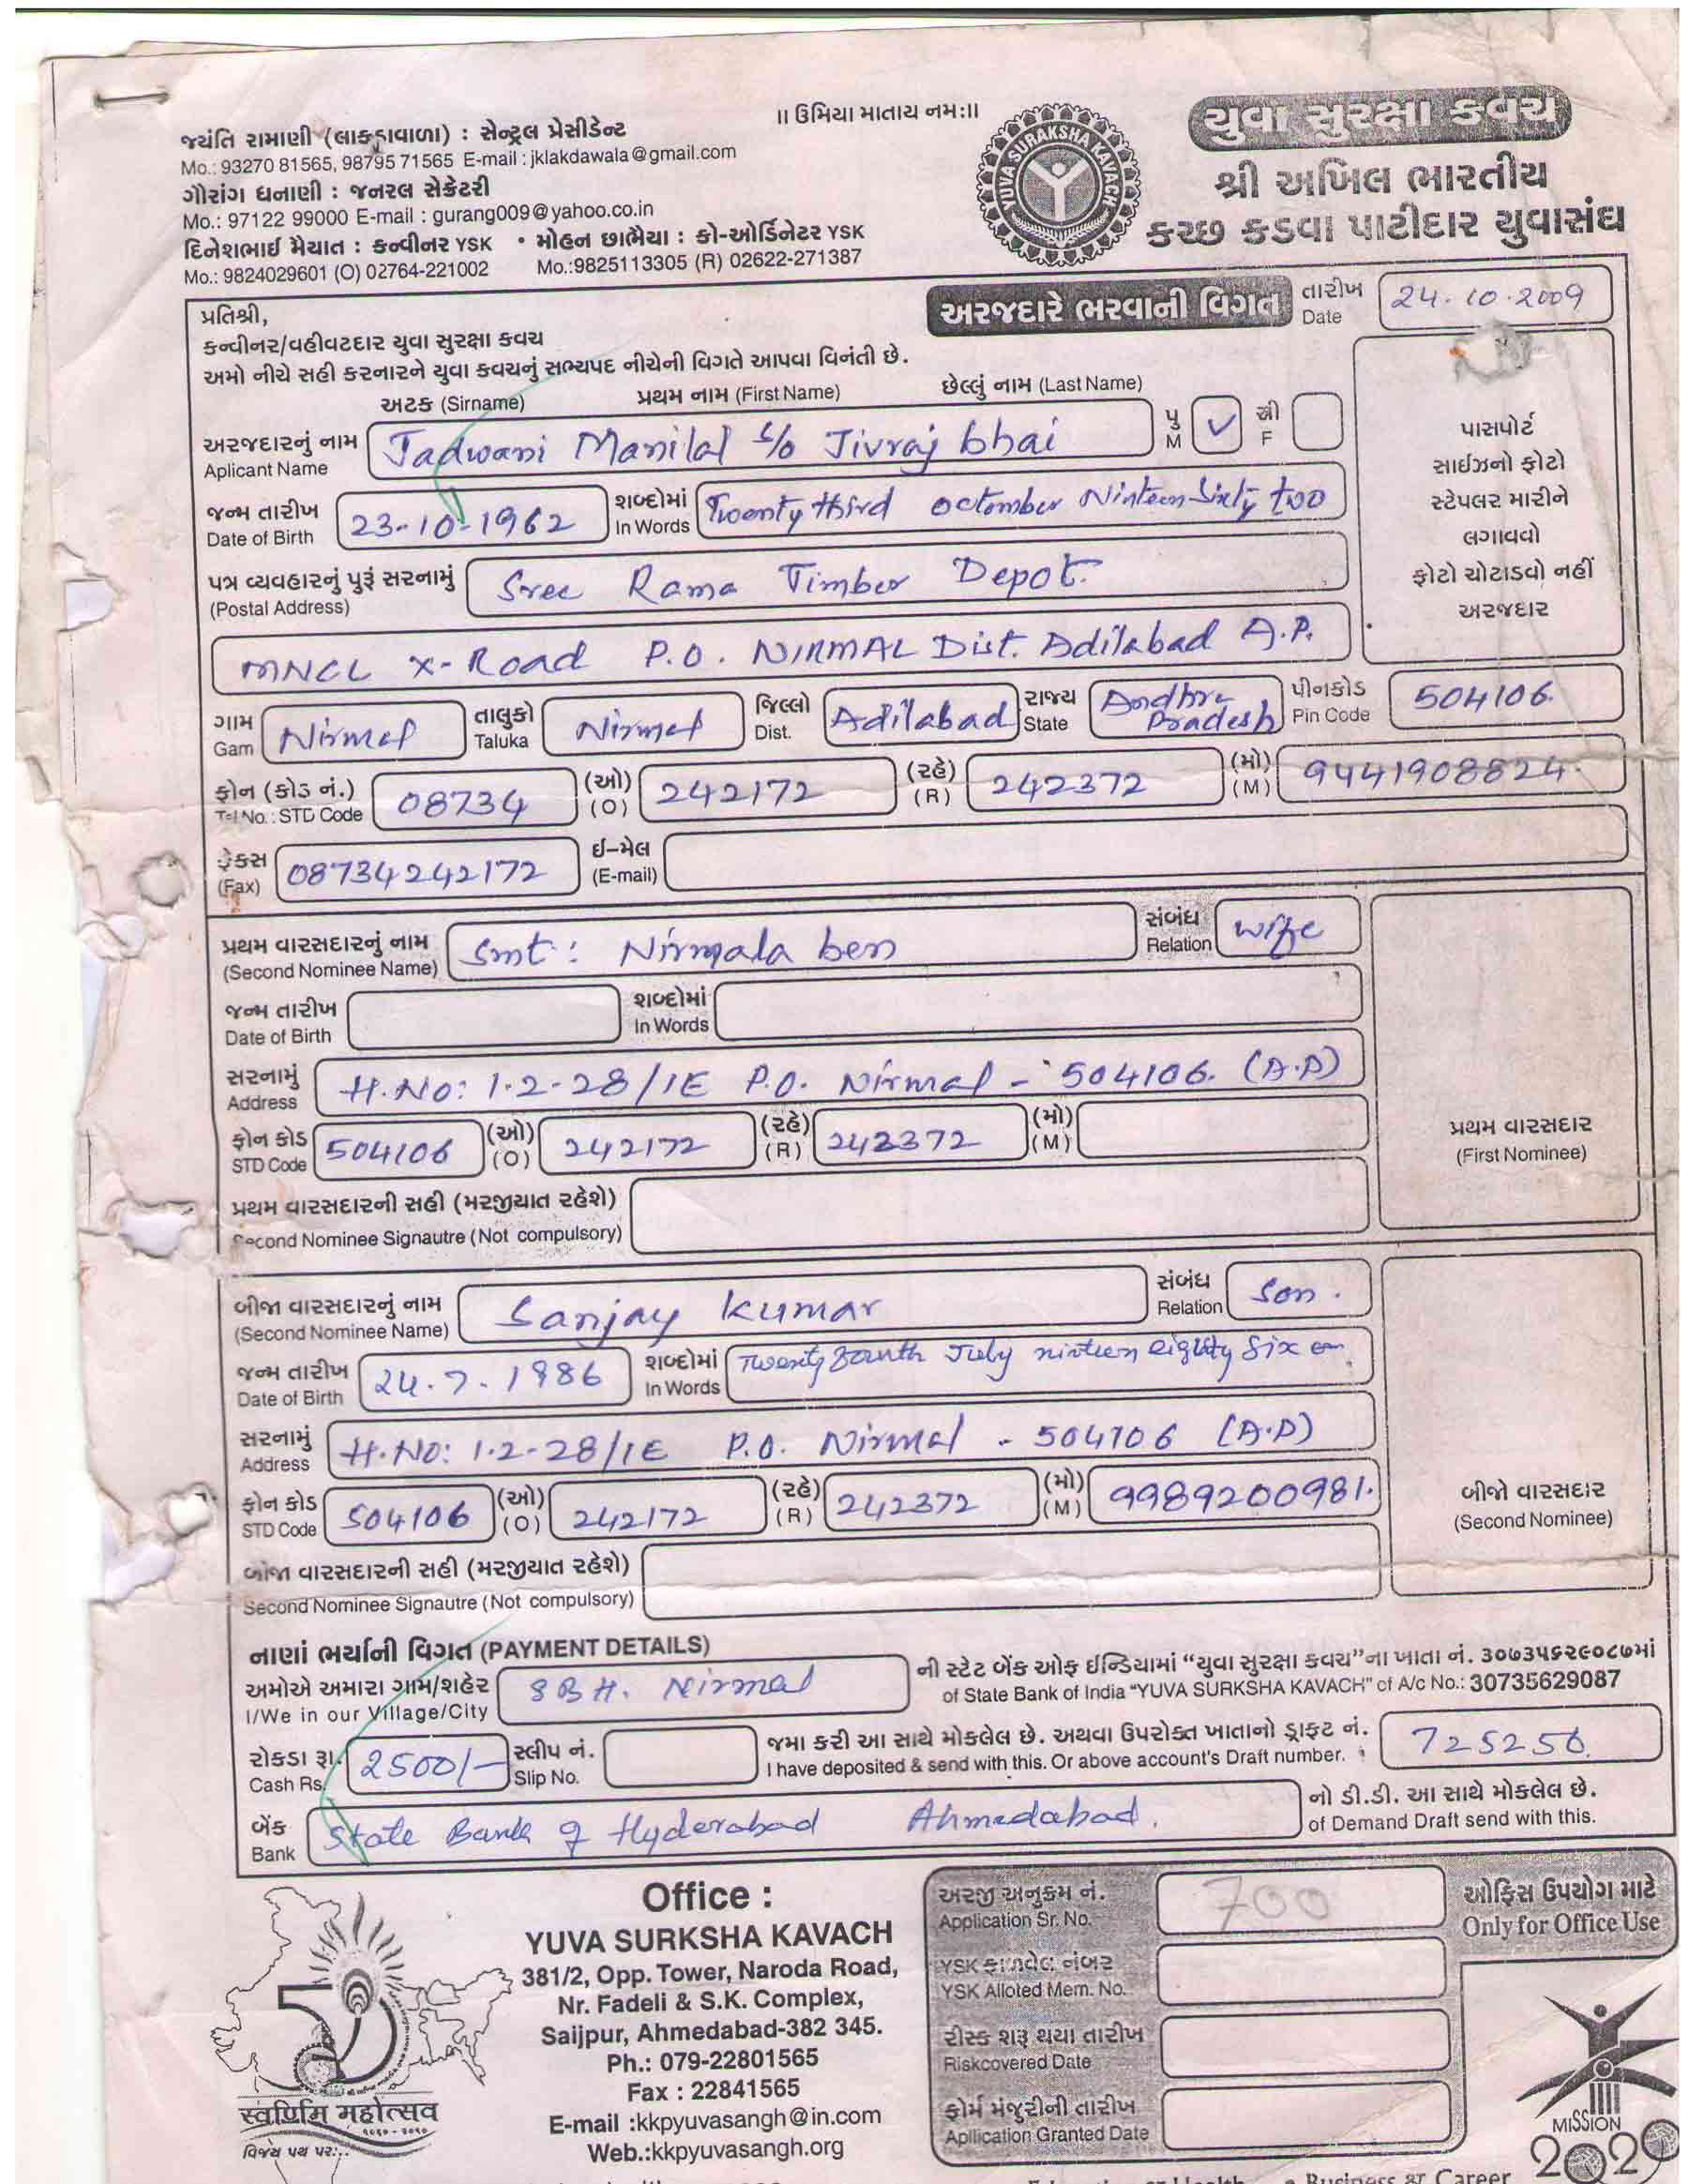 ॥ ઉમિયા માતાય નમઃ॥
જયંતિ રામાણી (લાકડાવાળા) : સેન્ટ્રલ પ્રેસીડેન્ટ
Mo.: 93270 81565, 98795 71565 E-mail : jklakdawala@gmail.com
ગૌરાંગ ધનાણી : જનરલ સેક્રેટરી
Mo.: 97122 99000 E-mail : gurang009@yahoo.co.in
દિનેશભાઈ મૈયાત : કન્વીનર YSK • મોહન છાભૈયા : કો-ઓર્ડિનેટર YSK
Mo.: 9824029601 (O) 02764-221002 Mo.:9825113305 (R) 02622-271387
YUVA SURAKSHA KAVACH
યુવા સુરક્ષા કવચ
શ્રી અખિલ ભારતીય
કચ્છ કડવા પાટીદાર યુવાસંઘ
પ્રતિશ્રી,
અરજદારે ભરવાની વિગત તારીખ Date 24.10.2009
કન્વીનર/વહીવટદાર યુવા સુરક્ષા કવચ
અમો નીચે સહી કરનારને યુવા કવચનું સભ્યપદ નીચેની વિગતે આપવા વિનંતી છે.
અટક (Sirname) પ્રથમ નામ (First Name) છેલ્લું નામ (Last Name)
અરજદારનું નામ Aplicant Name Jadwani Manilal S/o Jivraj bhai પુ M ✓ સ્ત્રી F
પાસપોર્ટ
સાઈઝનો ફોટો
સ્ટેપલર મારીને
લગાવવો
ફોટો ચોટાડવો નહીં
અરજદાર
જન્મ તારીખ Date of Birth 23-10-1962 શબ્દોમાં In Words Twenty third octomber Ninteen Sixty two
પત્ર વ્યવહારનું પુરૂં સરનામું (Postal Address) Sree Rama Timber Depot.
MNCL X-Road P.O. NIRMAL Dist. Adilabad A.P.
ગામ Gam Nirmal તાલુકો Taluka Nirmal જિલ્લો Dist. Adilabad રાજ્ય State Andhra Pradesh પીનકોડ Pin Code 504106.
ફોન (કોડ નં.) Tel No. : STD Code 08734 (ઓ) (O) 242172 (રહે) (R) 242372 (મો) (M) 9441908824.
ફેકસ (Fax) 08734242172 ઈ-મેલ (E-mail)
પ્રથમ વારસદારનું નામ (Second Nominee Name) Smt : Nirmala ben સંબંધ Relation wife
જન્મ તારીખ Date of Birth શબ્દોમાં In Words
સરનામું Address H.No: 1-2-28/1E P.O. Nirmal - 504106. (A.P)
ફોન કોડ STD Code 504106 (ઓ) (O) 242172 (રહે) (R) 242372 (મો) (M)
પ્રથમ વારસદાર
(First Nominee)
પ્રથમ વારસદારની સહી (મરજીયાત રહેશે)
Second Nominee Signautre (Not compulsory)
બીજા વારસદારનું નામ (Second Nominee Name) Sanjay Kumar સંબંધ Relation Son.
જન્મ તારીખ Date of Birth 24.7.1986 શબ્દોમાં In Words Twenty fourth July ninteen eighty six
સરનામું Address H.No: 1-2-28/1E P.O. Nirmal - 504106 (A.P)
ફોન કોડ STD Code 504106 (ઓ) (O) 242172 (રહે) (R) 242372 (મો) (M) 9989200981.
બીજો વારસદાર
(Second Nominee)
બીજા વારસદારની સહી (મરજીયાત રહેશે)
Second Nominee Signautre (Not compulsory)
નાણાં ભર્યાની વિગત (PAYMENT DETAILS)
અમોએ અમારા ગામ/શહેર I/We in our Village/City SBH. Nirmal ની સ્ટેટ બેંક ઓફ ઈન્ડિયામાં “યુવા સુરક્ષા કવચ”ના ખાતા નં. ૩૦૭૩૫૬૨૯૦૮૭માં
of State Bank of India “YUVA SURKSHA KAVACH” of A/c No.: 30735629087
રોકડા રૂા. Cash Rs. 2500/- સ્લીપ નં. Slip No. જમા કરી આ સાથે મોકલેલ છે. અથવા ઉપરોક્ત ખાતાનો ડ્રાફટ નં. 725256
I have deposited & send with this. Or above account's Draft number.
બેંક Bank State Bank of Hyderabad Ahmedabad. નો ડી.ડી. આ સાથે મોકલેલ છે.
of Demand Draft send with this.
Office :
YUVA SURKSHA KAVACH
381/2, Opp. Tower, Naroda Road,
Nr. Fadeli & S.K. Complex,
Saijpur, Ahmedabad-382 345.
Ph.: 079-22801565
Fax : 22841565
E-mail :kkpyuvasangh@in.com
Web.:kkpyuvasangh.org
स्वर्णिम महोत्सव
વિજય પથ પર...
અરજી અનુક્રમ નં. Application Sr. No. 700
ઓફિસ ઉપયોગ માટે
Only for Office Use
YSK ફાળવેલ નંબર
YSK Alloted Mem. No.
રીસ્ક શરૂ થયા તારીખ
Riskcovered Date
ફોર્મ મંજુરીની તારીખ
Apllication Granted Date
MISSION
2020
Business & Career